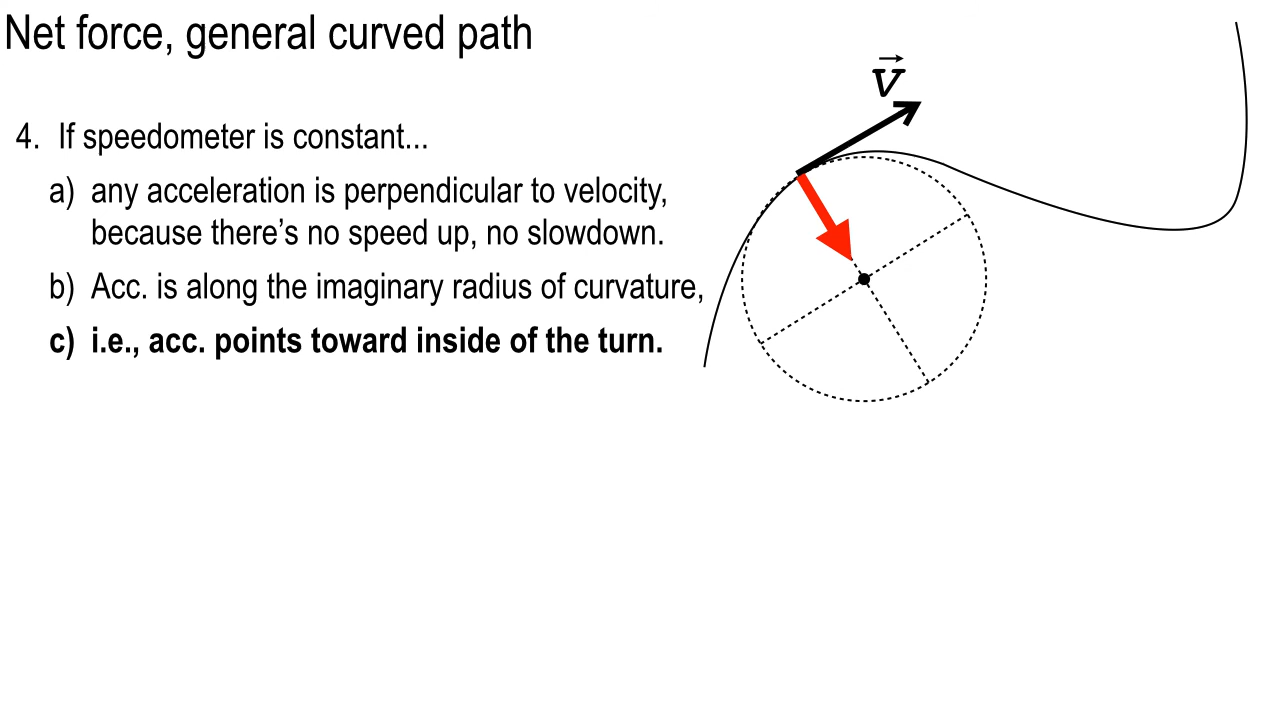 Net force, general curved path
v⃗
4. If speedometer is constant...
a) any acceleration is perpendicular to velocity,
because there’s no speed up, no slowdown.
b) Acc. is along the imaginary radius of curvature,
c) i.e., acc. points toward inside of the turn.